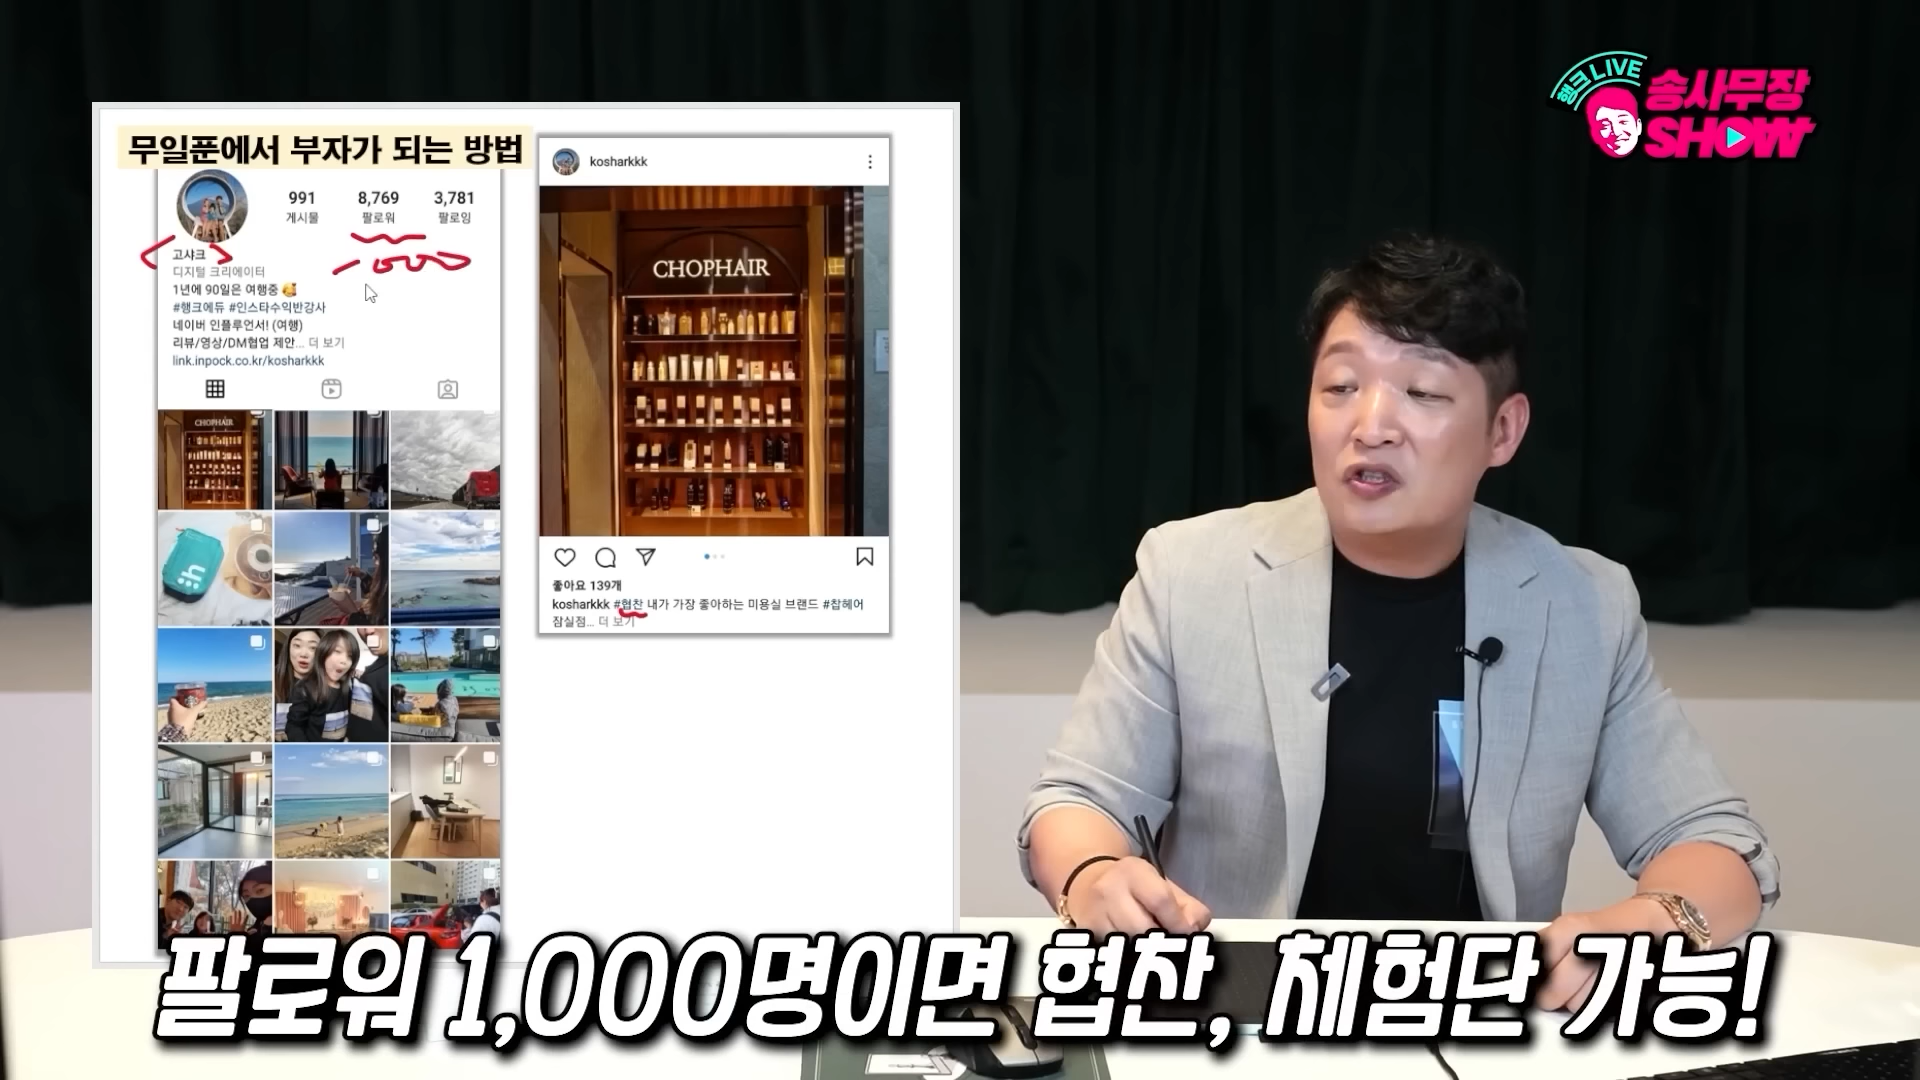 행크 LIVE
송사무장
SHOW
무일푼에서 부자가 되는 방법
991
8,769
3,781
게시물
팔로워
팔로잉
1000
고샤크
디지털 크리에이터
1년에 90일은 여행중 🥰
#행크에듀 #인스타수익반강사
네이버 인플루언서! (여행)
리뷰/영상/DM협업 제안... 더 보기
link.inpock.co.kr/kosharkkk
CHOPHAIR
kosharkkk
CHOPHAIR
좋아요 139개
kosharkkk #협찬 내가 가장 좋아하는 미용실 브랜드 #찹헤어
잠실점... 더 보기
팔로워 1,000명이면 협찬, 체험단 가능!